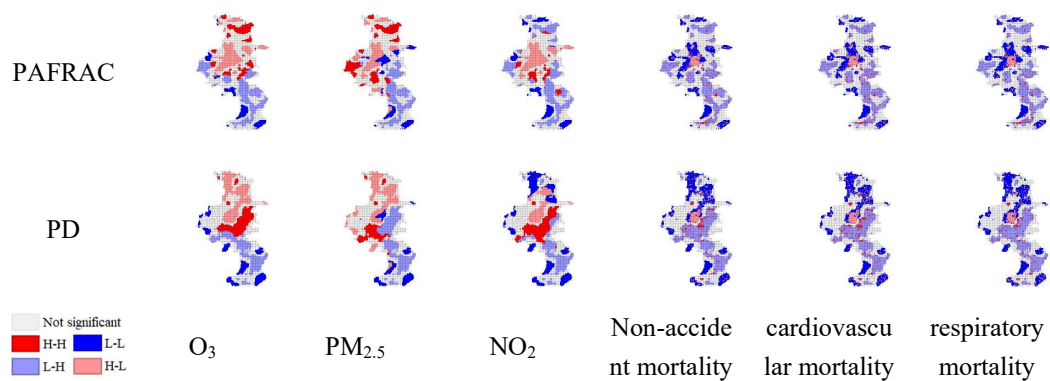 PAFRAC
PD
Not significant
H-H L-L
L-H H-L
O₃
PM₂.₅
NO₂
Non-accide
nt mortality
cardiovascu
lar mortality
respiratory
mortality